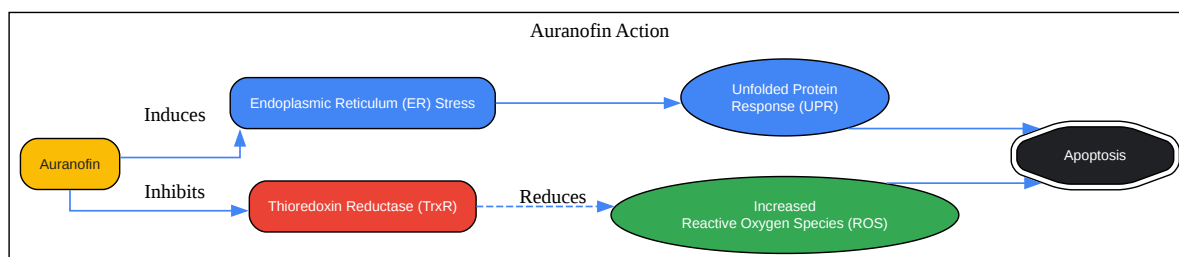 Auranofin Action
Induces
Endoplasmic Reticulum (ER) Stress
Unfolded Protein
Response (UPR)
Auranofin
Apoptosis
Inhibits
Thioredoxin Reductase (TrxR)
Reduces
Increased
Reactive Oxygen Species (ROS)